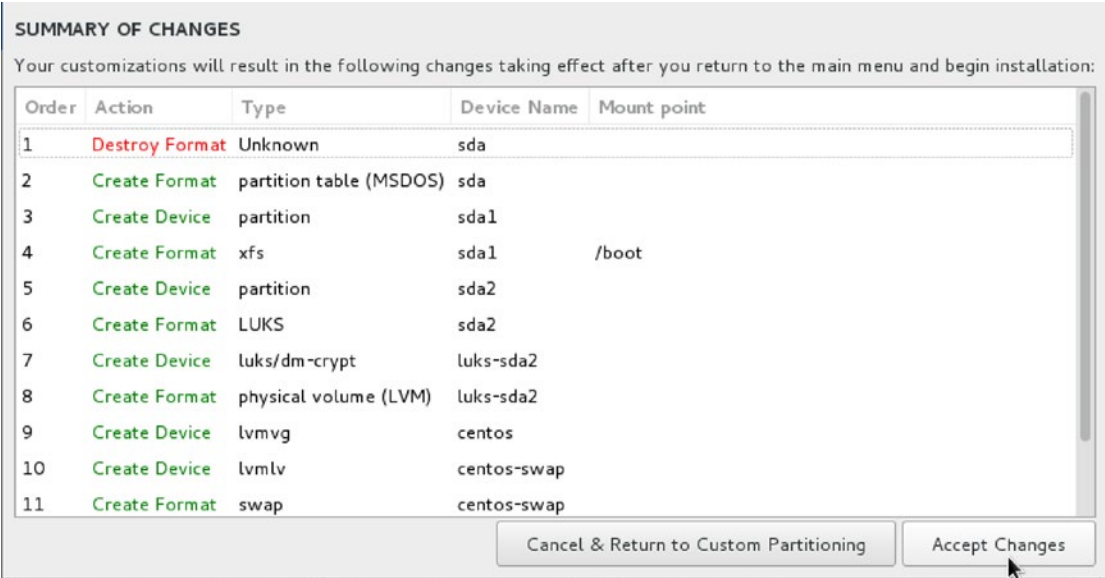 SUMMARY OF CHANGES
Your customizations will result in the following changes taking effect after you return to the main menu and begin installation:
Order Action Type Device Name Mount point
1 Destroy Format Unknown sda
2 Create Format partition table (MSDOS) sda
3 Create Device partition sda1
4 Create Format xfs sda1 /boot
5 Create Device partition sda2
6 Create Format LUKS sda2
7 Create Device luks/dm-crypt luks-sda2
8 Create Format physical volume (LVM) luks-sda2
9 Create Device lvmvg centos
10 Create Device lvmlv centos-swap
11 Create Format swap centos-swap
Cancel & Return to Custom Partitioning Accept Changes